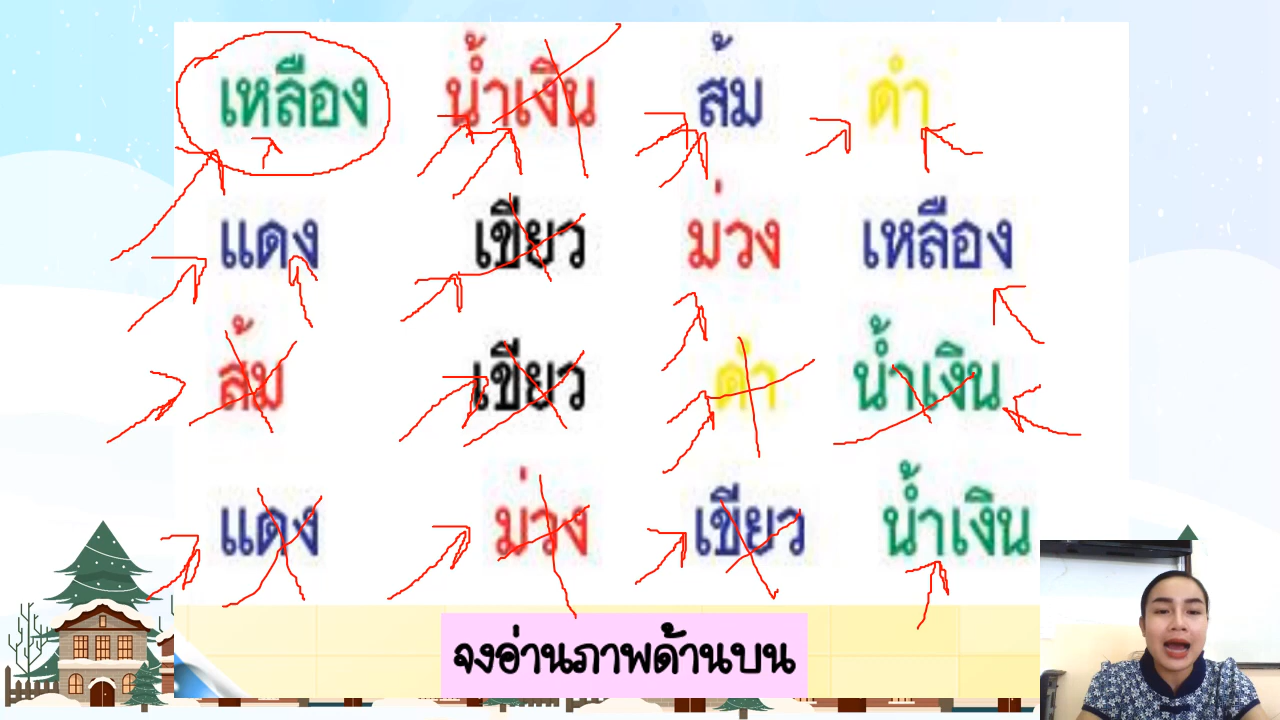 เหลือง น้ำเงิน ส้ม ดำ
แดง เขียว ม่วง เหลือง
ส้ม เขียว ดำ น้ำเงิน
แดง ม่วง เขียว น้ำเงิน
จงอ่านภาพด้านบน